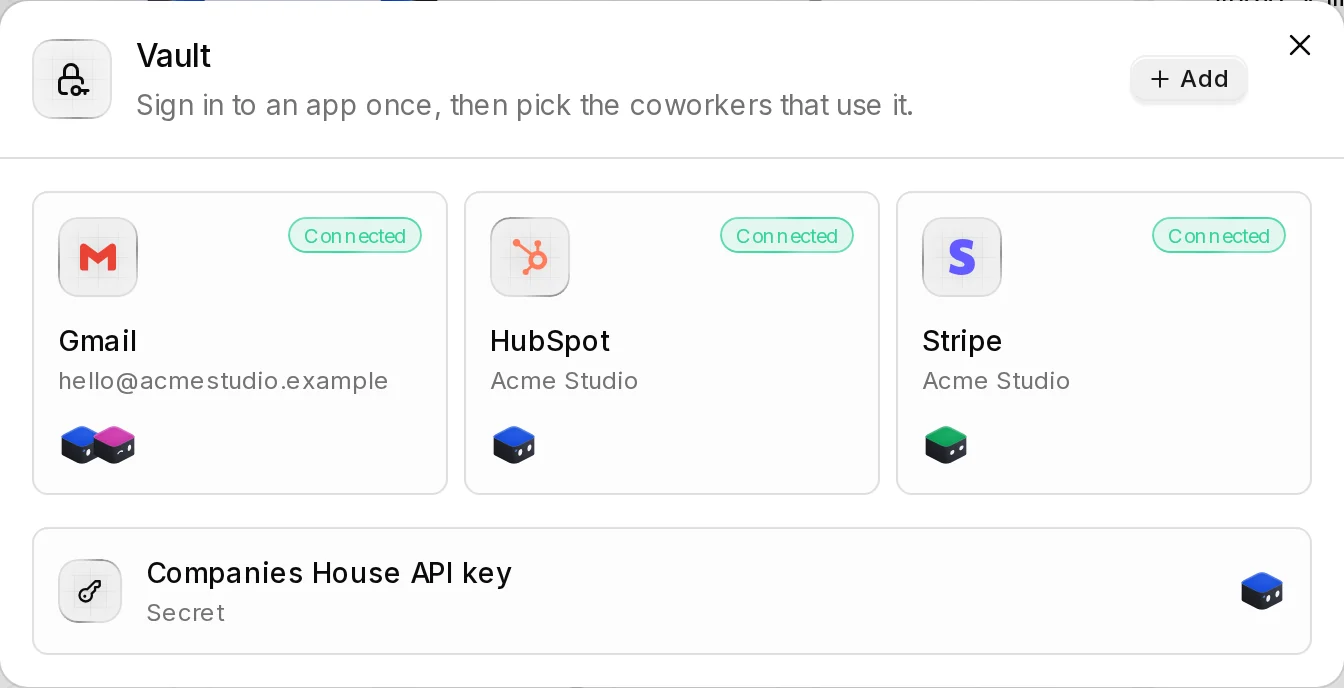 Vault
Sign in to an app once, then pick the coworkers that use it.
Add
Connected
Connected
Connected
Gmail
hello@acmestudio.example
HubSpot
Acme Studio
Stripe
Acme Studio
Companies House API key
Secret